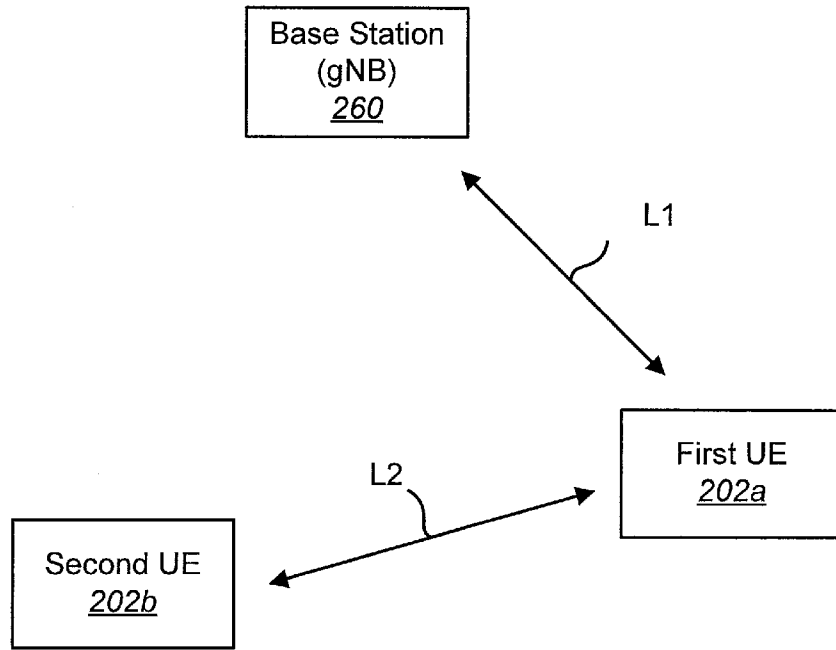 Base Station
(gNB)
260
L1
First UE
202a
L2
Second UE
202b